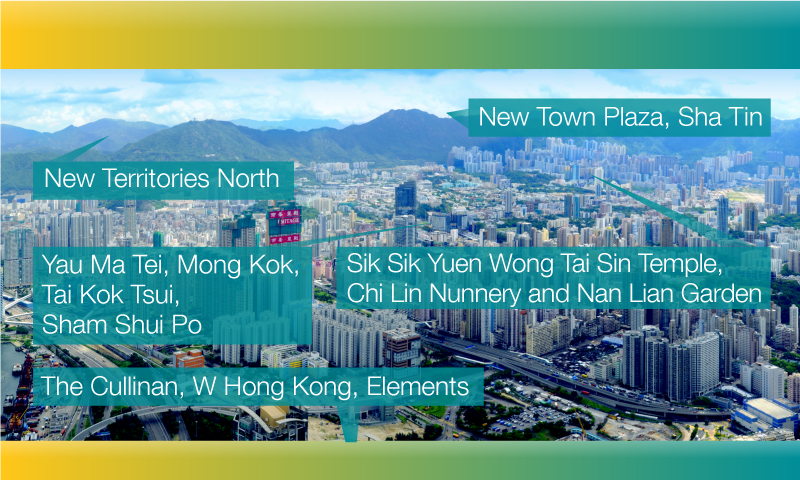 New Town Plaza, Sha Tin
New Territories North
Yau Ma Tei, Mong Kok,
Tai Kok Tsui,
Sham Shui Po
Sik Sik Yuen Wong Tai Sin Temple,
Chi Lin Nunnery and Nan Lian Garden
The Cullinan, W Hong Kong, Elements